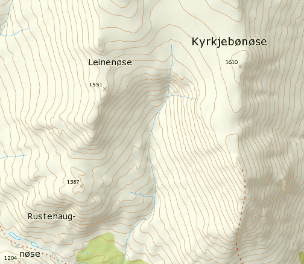 Kyrkjebønøse
Leinenøse
1610
1551
1387
Rustehaug-
nøse
1204